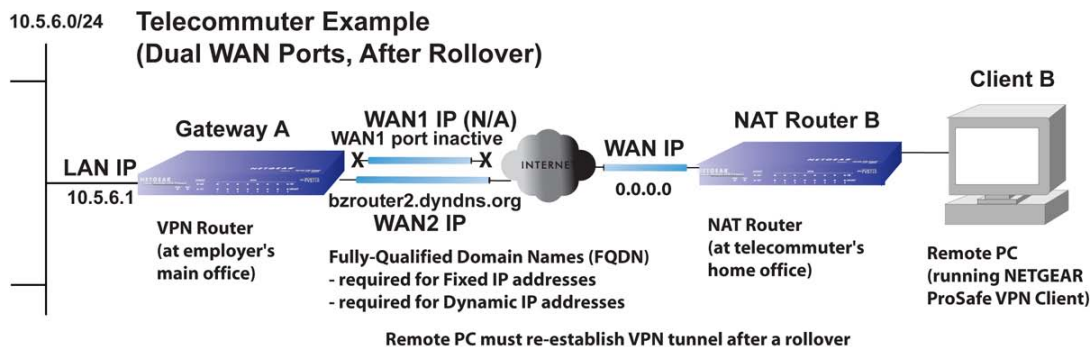 10.5.6.0/24
Telecommuter Example
(Dual WAN Ports, After Rollover)
Client B
Gateway A
WAN1 IP (N/A)
WAN1 port inactive
X X
NAT Router B
LAN IP
10.5.6.1
NETGEAR
INTERNET
WAN IP
0.0.0.0
NETGEAR
bzrouter2.dyndns.org
WAN2 IP
VPN Router
(at employer's
main office)
Fully-Qualified Domain Names (FQDN)
- required for Fixed IP addresses
- required for Dynamic IP addresses
NAT Router
(at telecommuter's
home office)
Remote PC
(running NETGEAR
ProSafe VPN Client)
Remote PC must re-establish VPN tunnel after a rollover